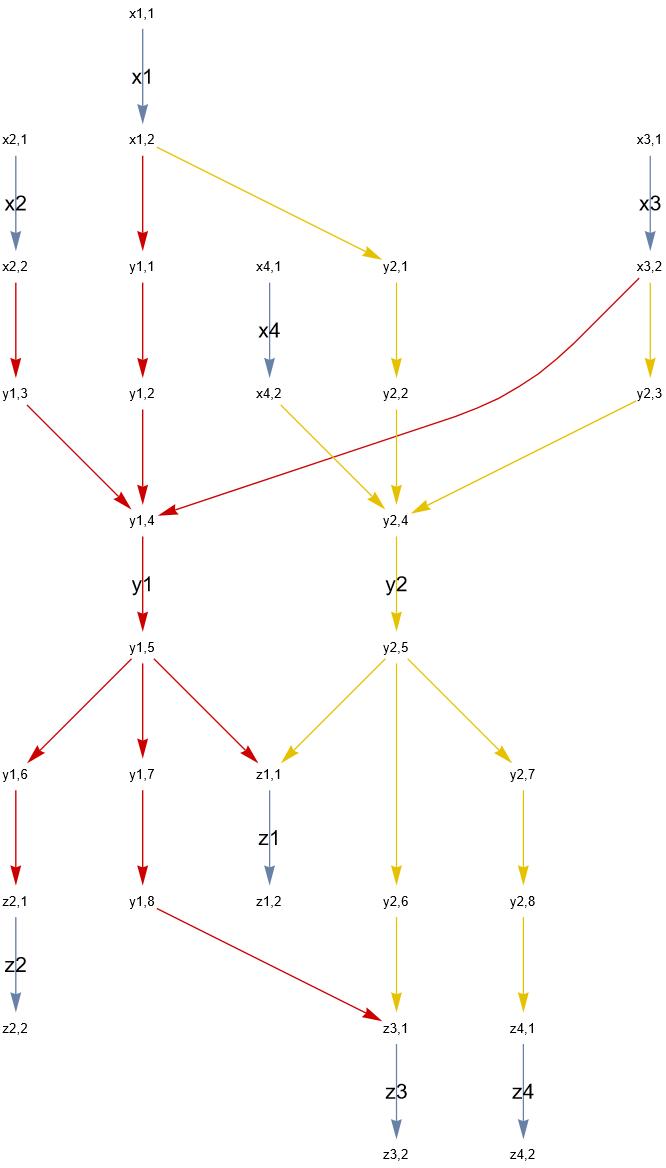 x1,1
x1
x2,1 x1,2 x3,1
x2 x3
x2,2 y1,1 x4,1 y2,1 x3,2
x4
y1,3 y1,2 x4,2 y2,2 y2,3
y1,4 y2,4
y1 y2
y1,5 y2,5
y1,6 y1,7 z1,1 y2,7
z1
z2,1 y1,8 z1,2 y2,6 y2,8
z2
z2,2 z3,1 z4,1
z3 z4
z3,2 z4,2